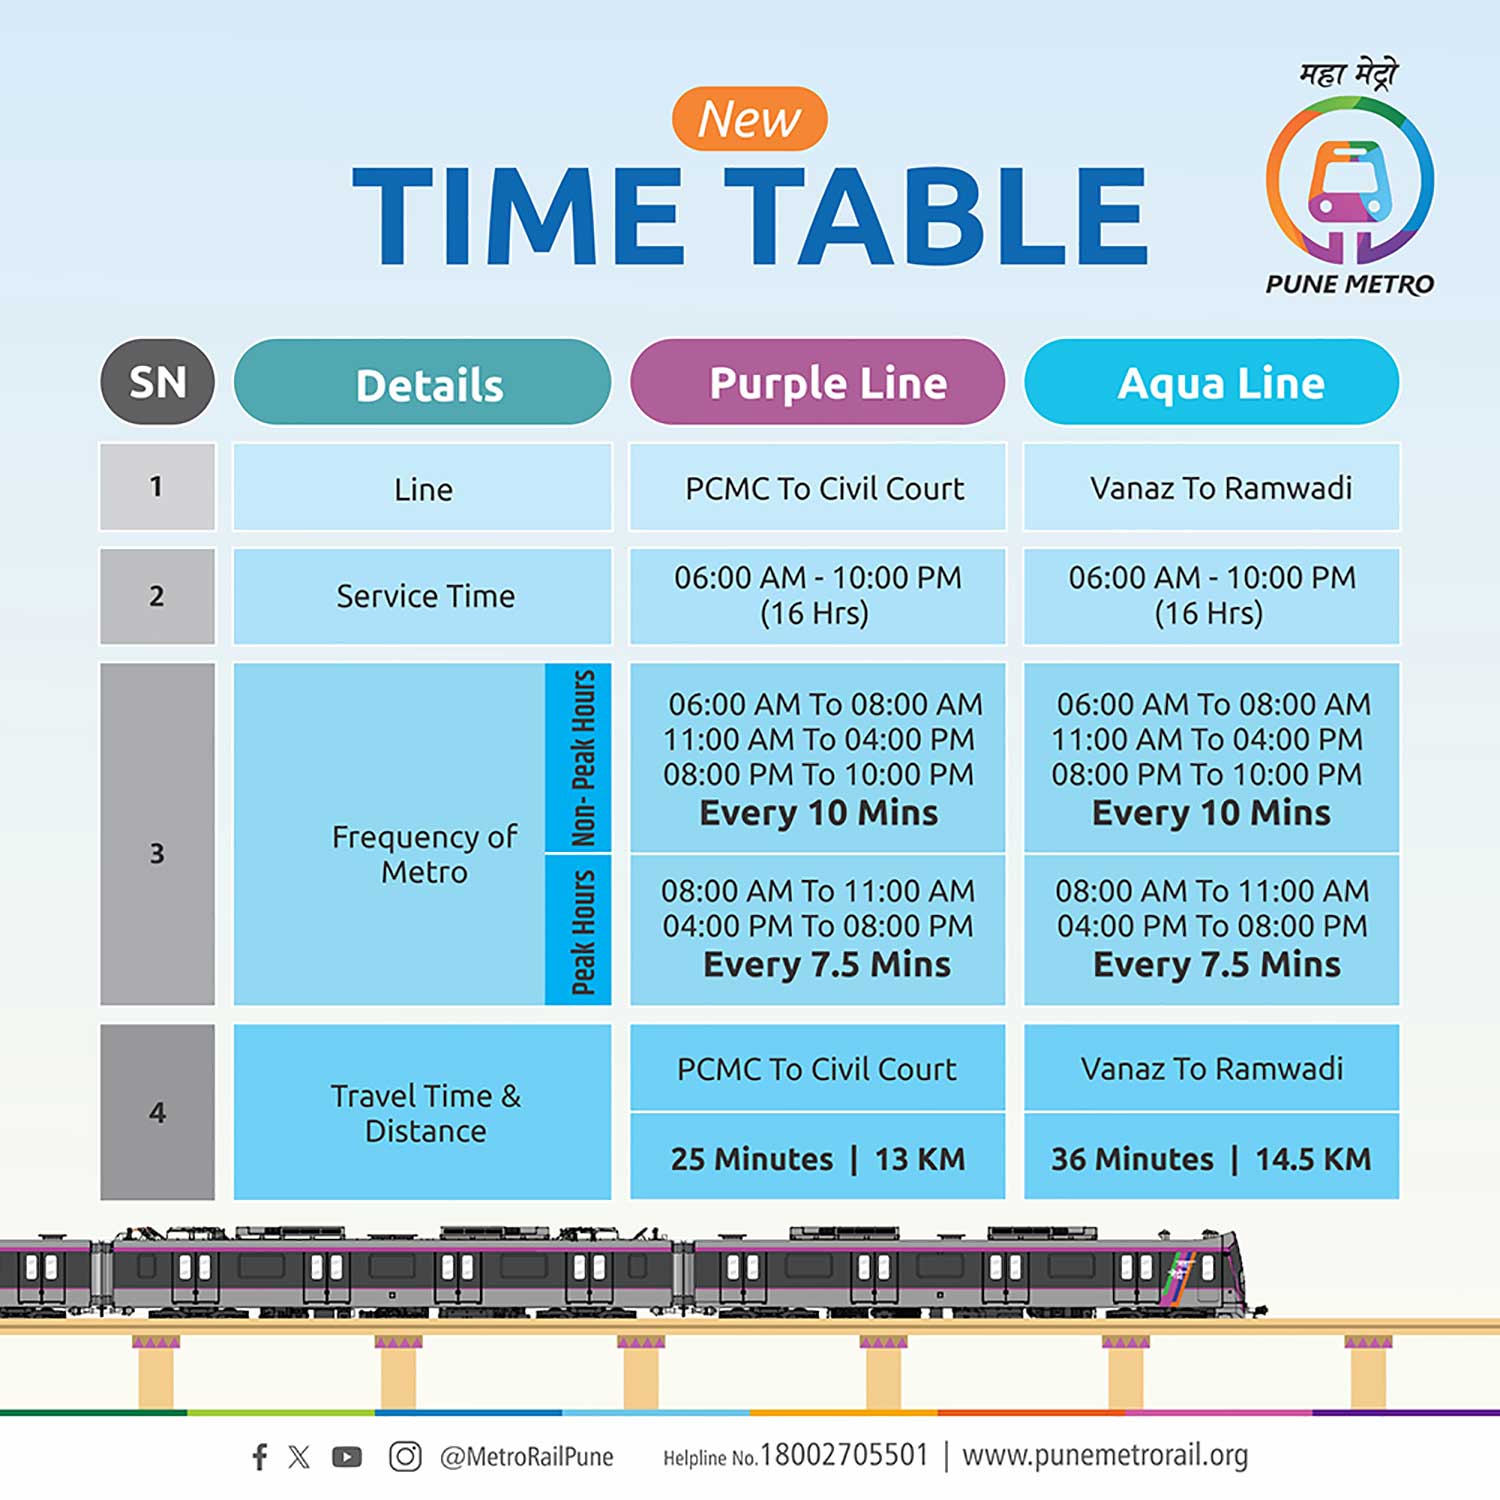 महा मेट्रो
PUNE METRO
New
TIME TABLE
SN
Details
Purple Line
Aqua Line
1
Line
PCMC To Civil Court
Vanaz To Ramwadi
2
Service Time
06:00 AM - 10:00 PM
(16 Hrs)
06:00 AM - 10:00 PM
(16 Hrs)
3
Frequency of
Metro
Non- Peak Hours
06:00 AM To 08:00 AM
11:00 AM To 04:00 PM
08:00 PM To 10:00 PM
Every 10 Mins
06:00 AM To 08:00 AM
11:00 AM To 04:00 PM
08:00 PM To 10:00 PM
Every 10 Mins
Peak Hours
08:00 AM To 11:00 AM
04:00 PM To 08:00 PM
Every 7.5 Mins
08:00 AM To 11:00 AM
04:00 PM To 08:00 PM
Every 7.5 Mins
4
Travel Time &
Distance
PCMC To Civil Court
25 Minutes | 13 KM
Vanaz To Ramwadi
36 Minutes | 14.5 KM
@MetroRailPune
Helpline No.18002705501 | www.punemetrorail.org